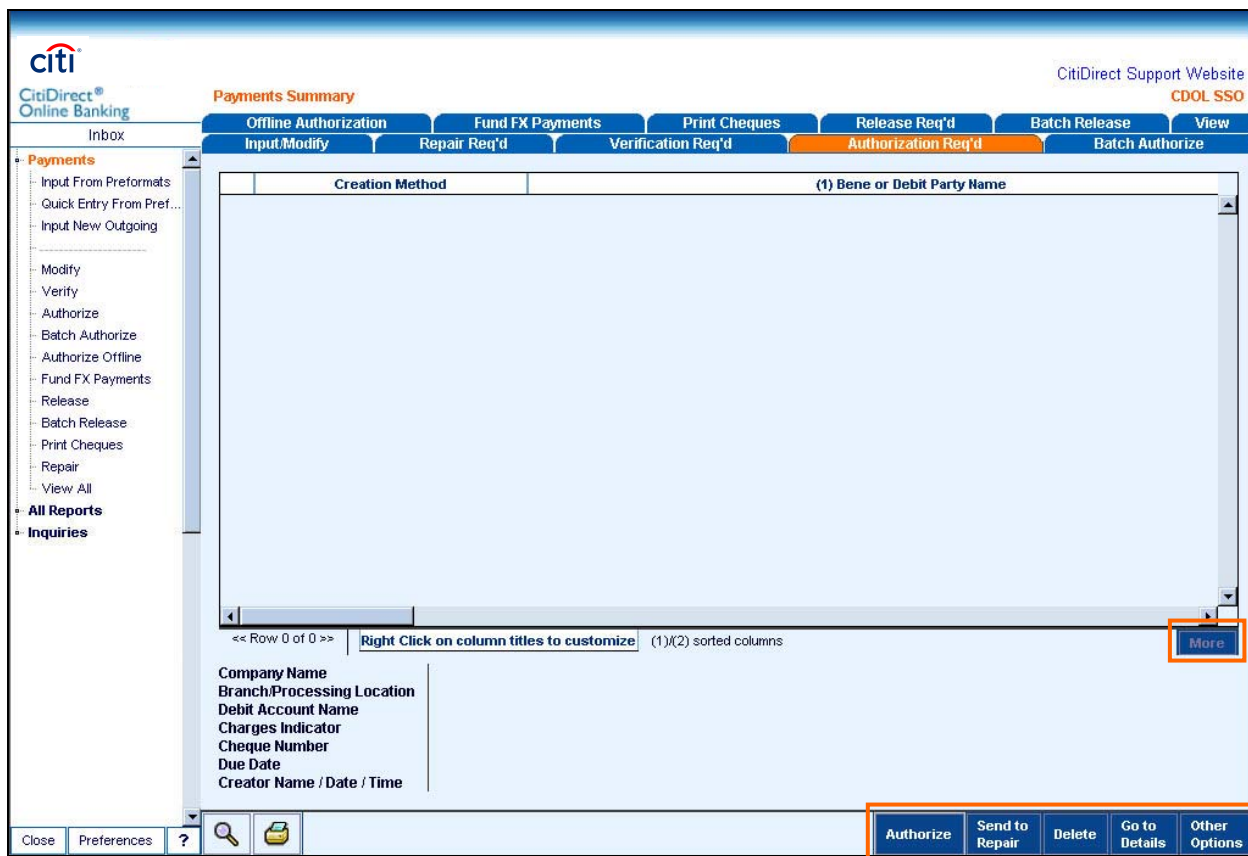 citi
CitiDirect® Online Banking
CitiDirect Support Website
CDOL SSO
Payments Summary
Offline Authorization Fund FX Payments Print Cheques Release Req'd Batch Release View
Input/Modify Repair Req'd Verification Req'd Authorization Req'd Batch Authorize
Inbox
Payments
Input From Preformats
Quick Entry From Pref...
Input New Outgoing
--------------------
Modify
Verify
Authorize
Batch Authorize
Authorize Offline
Fund FX Payments
Release
Batch Release
Print Cheques
Repair
View All
All Reports
Inquiries
Creation Method (1) Bene or Debit Party Name
<< Row 0 of 0 >> Right Click on column titles to customize (1)/(2) sorted columns More
Company Name
Branch/Processing Location
Debit Account Name
Charges Indicator
Cheque Number
Due Date
Creator Name / Date / Time
Close Preferences ? Authorize Send to Repair Delete Go to Details Other Options